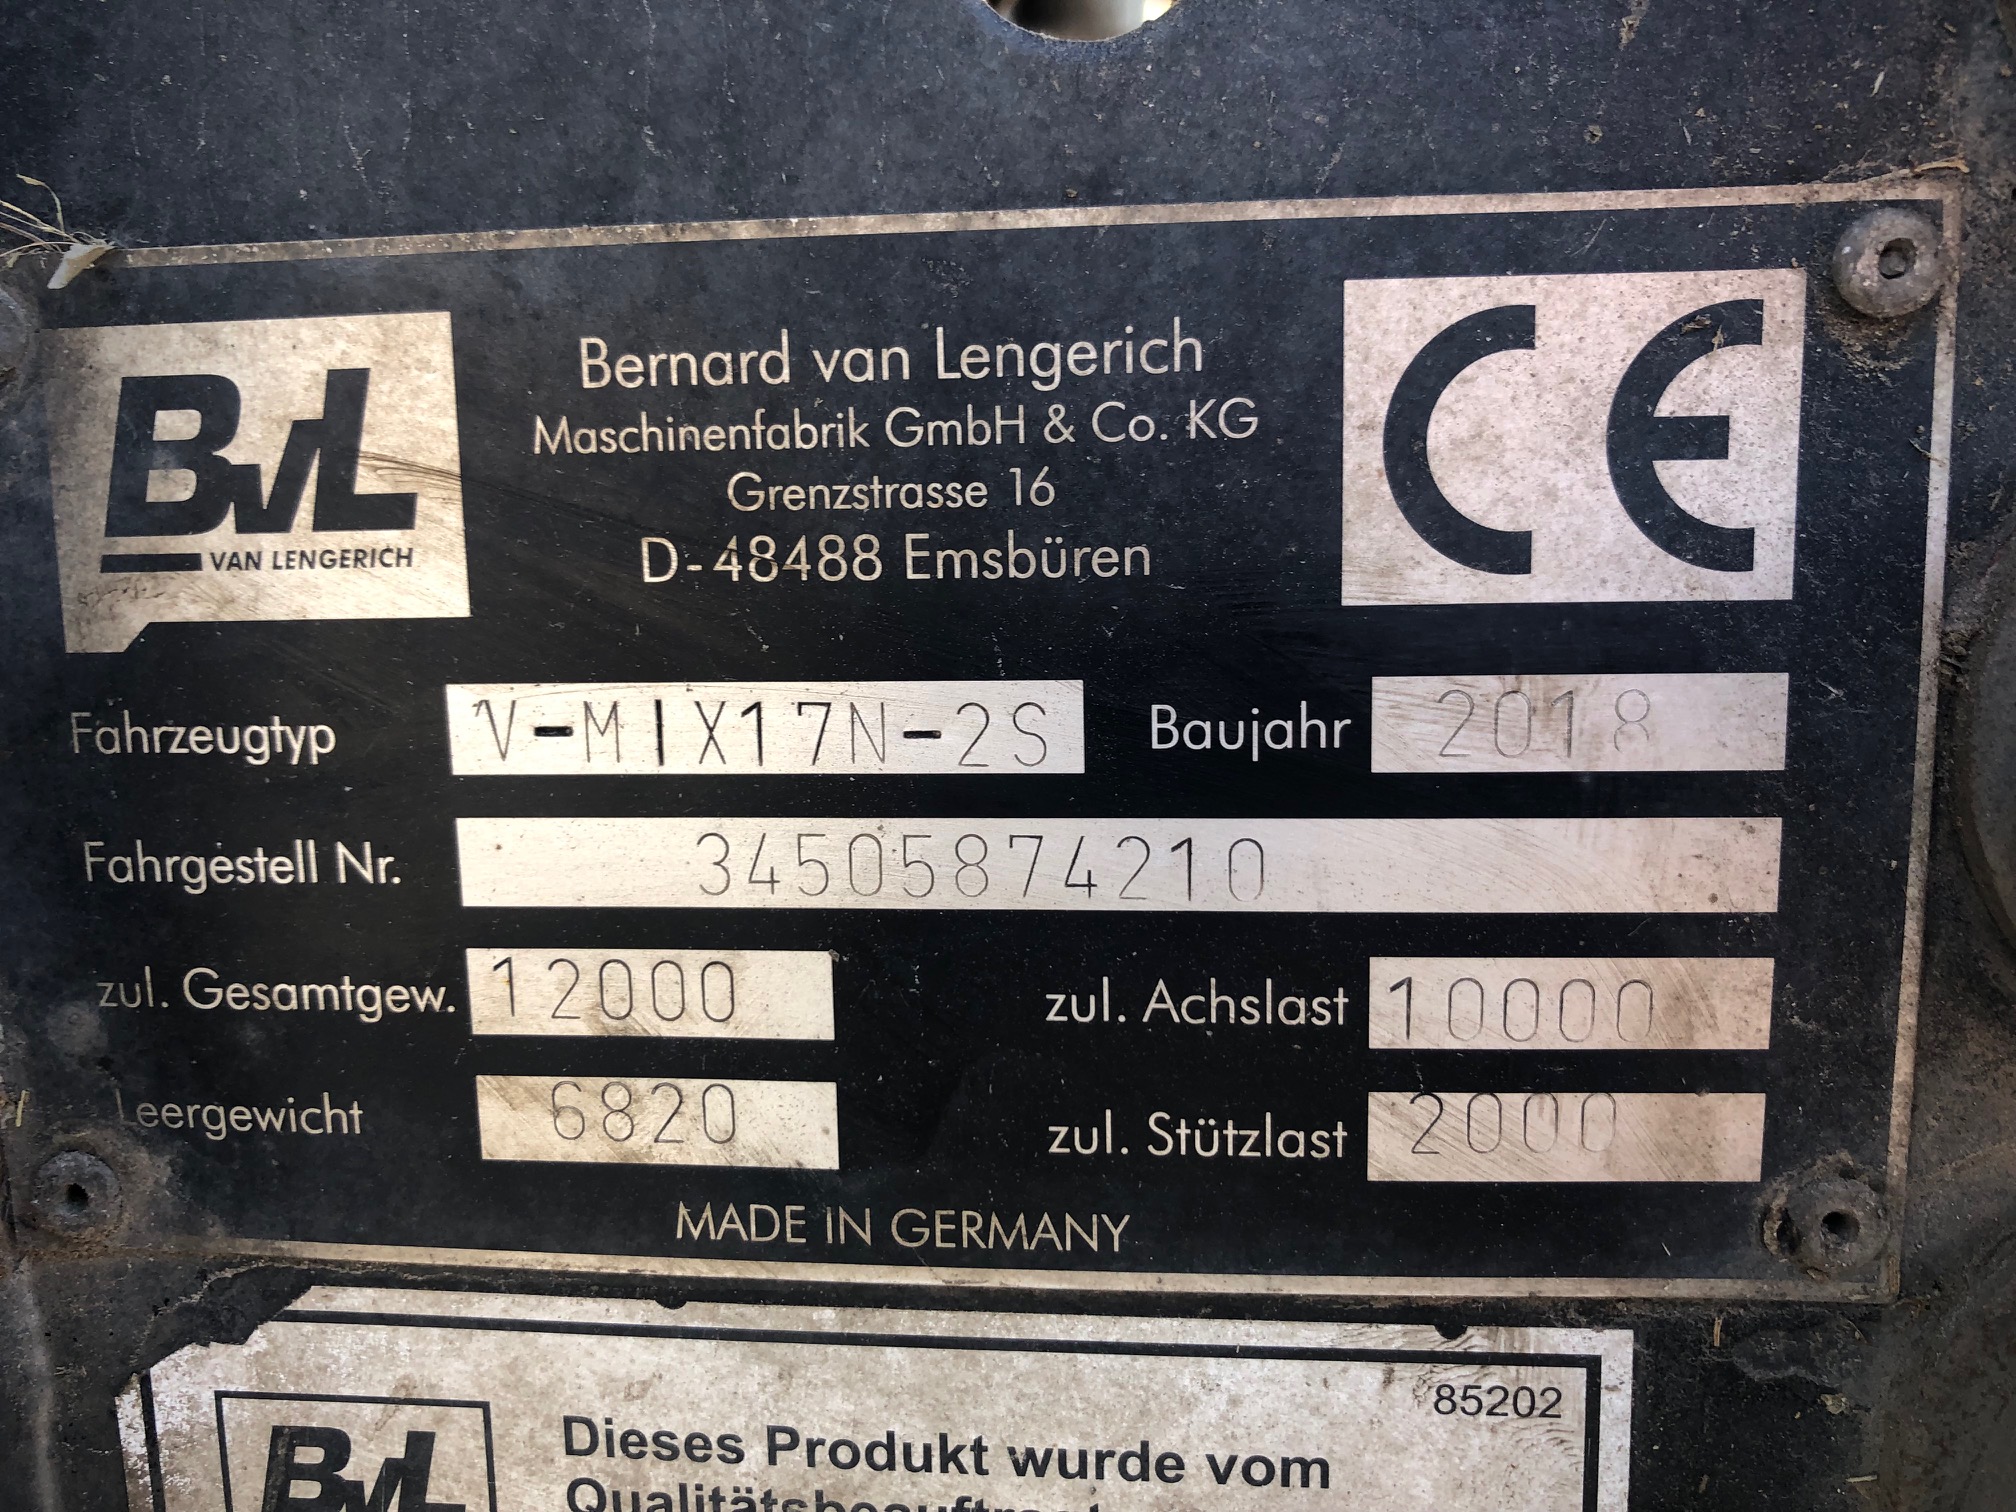 BvL
VAN LENGERICH
Bernard van Lengerich
Maschinenfabrik GmbH & Co. KG
Grenzstrasse 16
D-48488 Emsbüren
CE
Fahrzeugtyp V-MIX17N-2S Baujahr 2018
Fahrgestell Nr. 34505874210
zul. Gesamtgew. 12000 zul. Achslast 10000
Leergewicht 6820 zul. Stützlast 2000
MADE IN GERMANY
85202
BvL
Dieses Produkt wurde vom